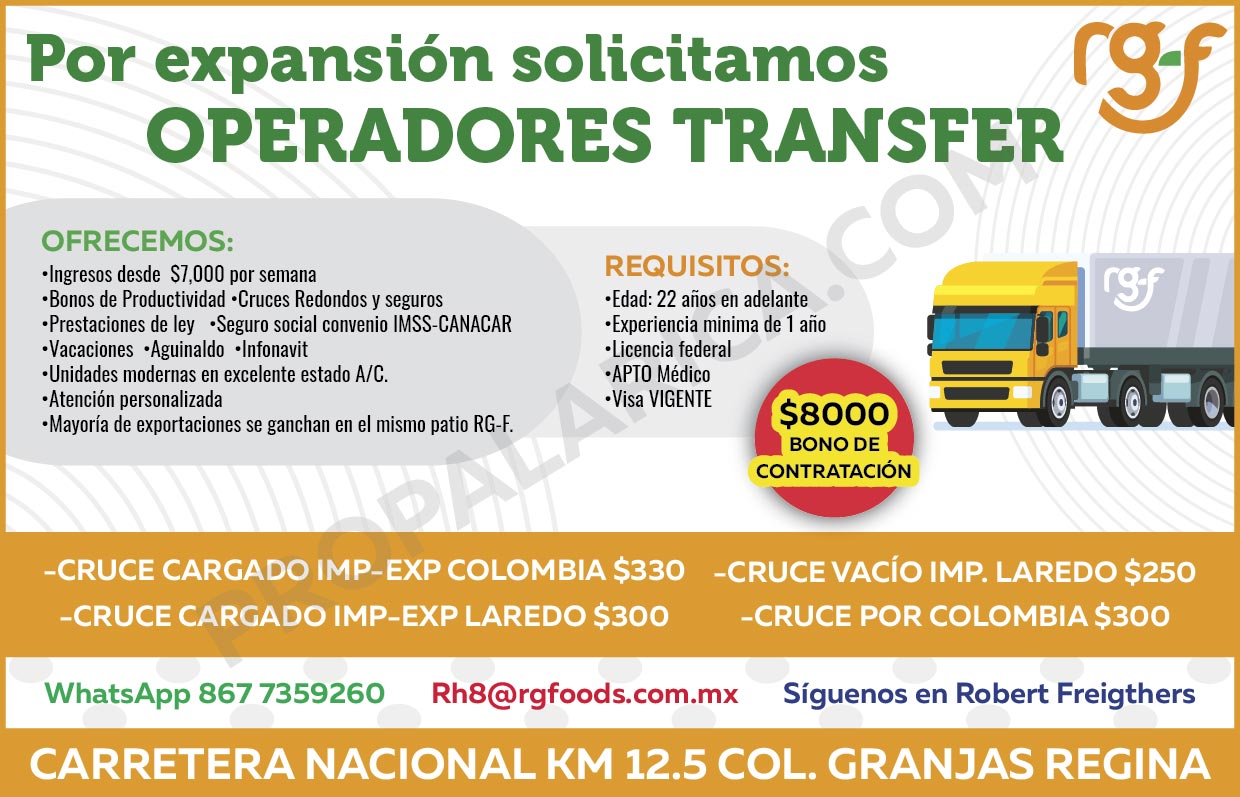 Por expansión solicitamos
OPERADORES TRANSFER
rg-f
OFRECEMOS:
•Ingresos desde $7,000 por semana
•Bonos de Productividad •Cruces Redondos y seguros
•Prestaciones de ley •Seguro social convenio IMSS-CANACAR
•Vacaciones •Aguinaldo •Infonavit
•Unidades modernas en excelente estado A/C.
•Atención personalizada
•Mayoría de exportaciones se ganchan en el mismo patio RG-F.
REQUISITOS:
•Edad: 22 años en adelante
•Experiencia minima de 1 año
•Licencia federal
•APTO Médico
•Visa VIGENTE
$8000
BONO DE
CONTRATACIÓN
rg-f
PROPALAFICA.COM
-CRUCE CARGADO IMP-EXP COLOMBIA $330
-CRUCE VACÍO IMP. LAREDO $250
-CRUCE CARGADO IMP-EXP LAREDO $300
-CRUCE POR COLOMBIA $300
WhatsApp 867 7359260
Rh8@rgfoods.com.mx
Síguenos en Robert Freigthers
CARRETERA NACIONAL KM 12.5 COL. GRANJAS REGINA